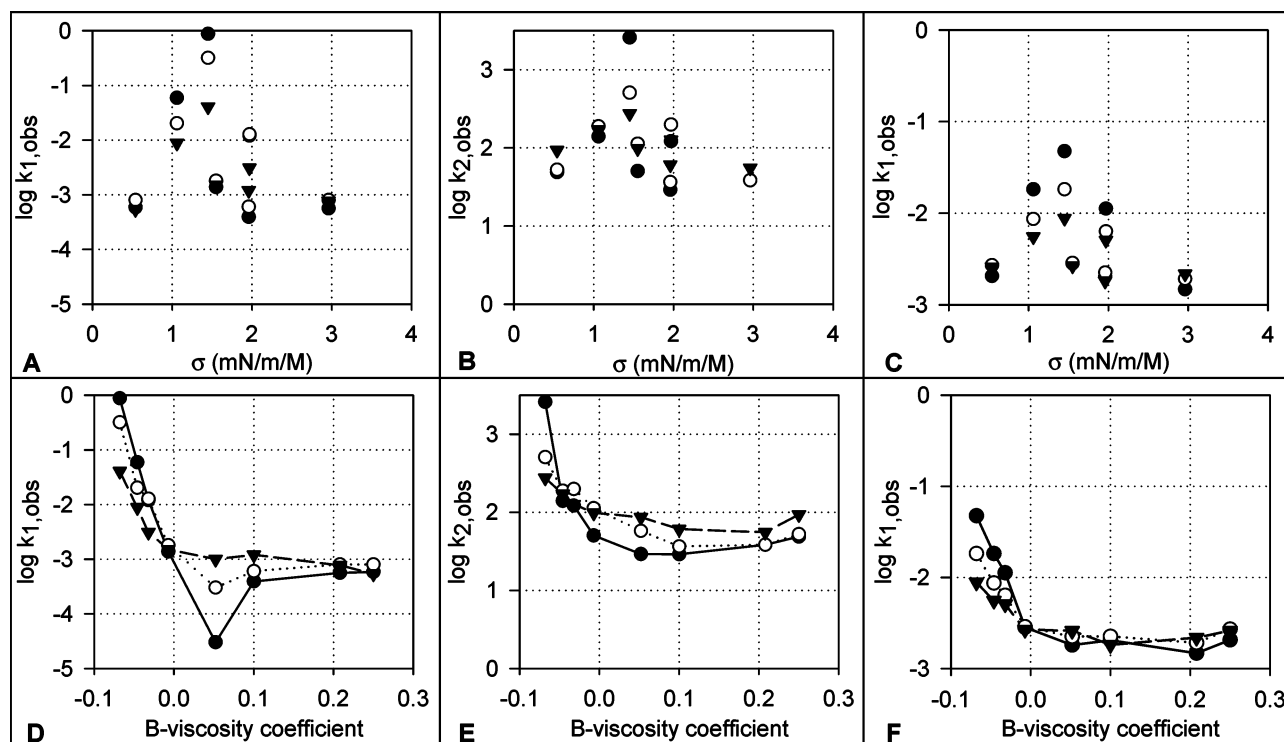 0
-1
-2
-3
-4
-5
log k1,obs
0 1 2 3 4
A σ (mN/m/M)
3
2
1
0
log k2,obs
0 1 2 3 4
B σ (mN/m/M)
0
-1
-2
-3
log k1,obs
0 1 2 3 4
C σ (mN/m/M)
0
-1
-2
-3
-4
-5
log k1,obs
-0.1 0.0 0.1 0.2 0.3
D B-viscosity coefficient
3
2
1
0
log k2,obs
-0.1 0.0 0.1 0.2 0.3
E B-viscosity coefficient
0
-1
-2
-3
log k1,obs
-0.1 0.0 0.1 0.2 0.3
F B-viscosity coefficient